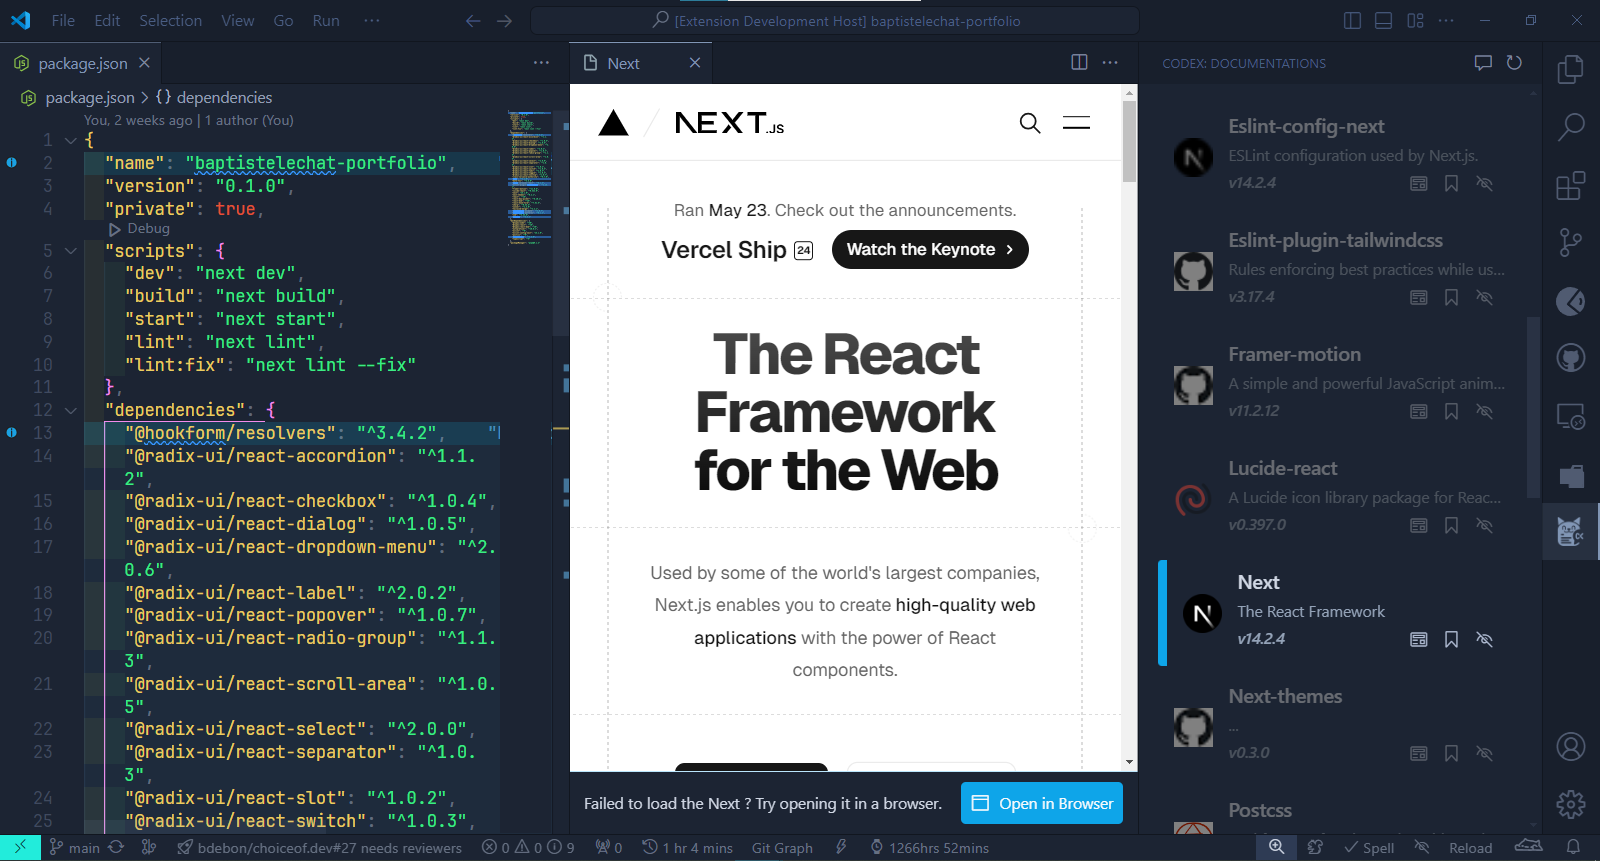 File Edit Selection View Go Run ···
[Extension Development Host] baptistelechat-portfolio
package.json
package.json > {} dependencies
You, 2 weeks ago | 1 author (You)
1 {
2 "name": "baptistelechat-portfolio",
3 "version": "0.1.0",
4 "private": true,
Debug
5 "scripts": {
6 "dev": "next dev",
7 "build": "next build",
8 "start": "next start",
9 "lint": "next lint",
10 "lint:fix": "next lint --fix"
11 },
12 "dependencies": {
13 "@hookform/resolvers": "^3.4.2",
14 "@radix-ui/react-accordion": "^1.1.
2",
15 "@radix-ui/react-checkbox": "^1.0.4",
16 "@radix-ui/react-dialog": "^1.0.5",
17 "@radix-ui/react-dropdown-menu": "^2.
0.6",
18 "@radix-ui/react-label": "^2.0.2",
19 "@radix-ui/react-popover": "^1.0.7",
20 "@radix-ui/react-radio-group": "^1.1.
3",
21 "@radix-ui/react-scroll-area": "^1.0.
5",
22 "@radix-ui/react-select": "^2.0.0",
23 "@radix-ui/react-separator": "^1.0.
3",
24 "@radix-ui/react-slot": "^1.0.2",
25 "@radix-ui/react-switch": "^1.0.3",
Next
NEXT.JS
Ran May 23. Check out the announcements.
Vercel Ship 24 Watch the Keynote >
The React
Framework
for the Web
Used by some of the world's largest companies,
Next.js enables you to create high-quality web
applications with the power of React
components.
Failed to load the Next ? Try opening it in a browser. Open in Browser
CODEX: DOCUMENTATIONS
Eslint-config-next
ESLint configuration used by Next.js.
v14.2.4
Eslint-plugin-tailwindcss
Rules enforcing best practices while us...
v3.17.4
Framer-motion
A simple and powerful JavaScript anim...
v11.2.12
Lucide-react
A Lucide icon library package for Reac...
v0.397.0
N
Next
The React Framework
v14.2.4
Next-themes
...
v0.3.0
Postcss
main bdebon/choiceof.dev#27 needs reviewers 0 0 9 0 1 hr 4 mins Git Graph 1266hrs 52mins Spell Reload